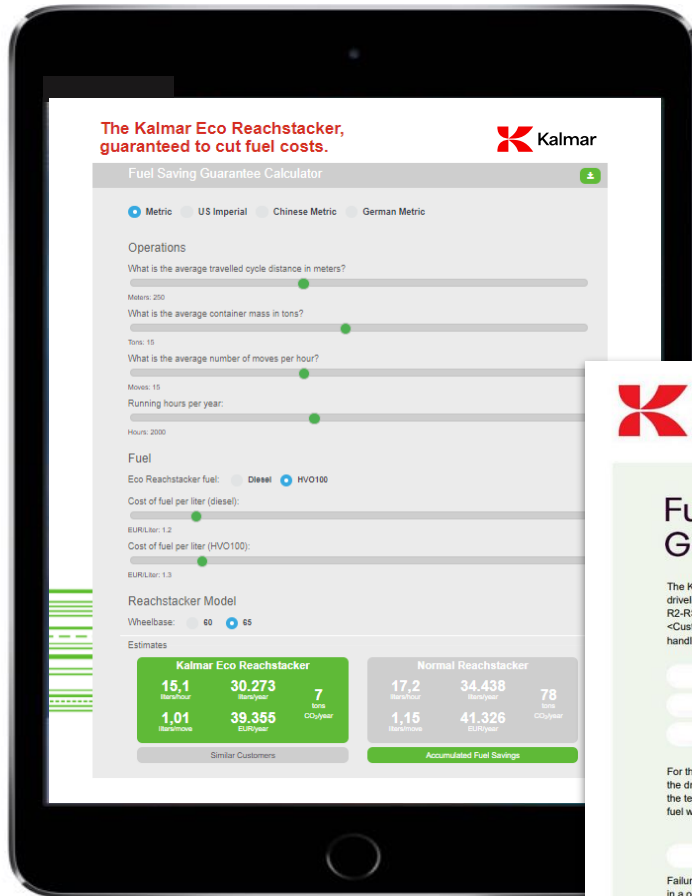 The Kalmar Eco Reachstacker,
guaranteed to cut fuel costs.
Kalmar
Fuel Saving Guarantee Calculator
Metric US Imperial Chinese Metric German Metric
Operations
What is the average travelled cycle distance in meters?
Meters: 250
What is the average container mass in tons?
Tons: 15
What is the average number of moves per hour?
Moves: 15
Running hours per year:
Hours: 2000
Fuel
Eco Reachstacker fuel: Diesel HVO100
Cost of fuel per liter (diesel):
EUR/Liter: 1.2
Cost of fuel per liter (HVO100):
EUR/Liter: 1.3
Reachstacker Model
Wheelbase: 60 65
Estimates
Kalmar Eco Reachstacker
15,1 30.273 7
liters/hour liters/year tons
1,01 39.355 CO₂/year
liters/move EUR/year
Normal Reachstacker
17,2 34.438 78
liters/hour liters/year tons
1,15 41.326 CO₂/year
liters/move EUR/year
Similar Customers
Accumulated Fuel Savings
Fu
G
The K
drivel
R2-R
<Cust
handl
For th
the dr
the te
fuel w
Failur
in a o